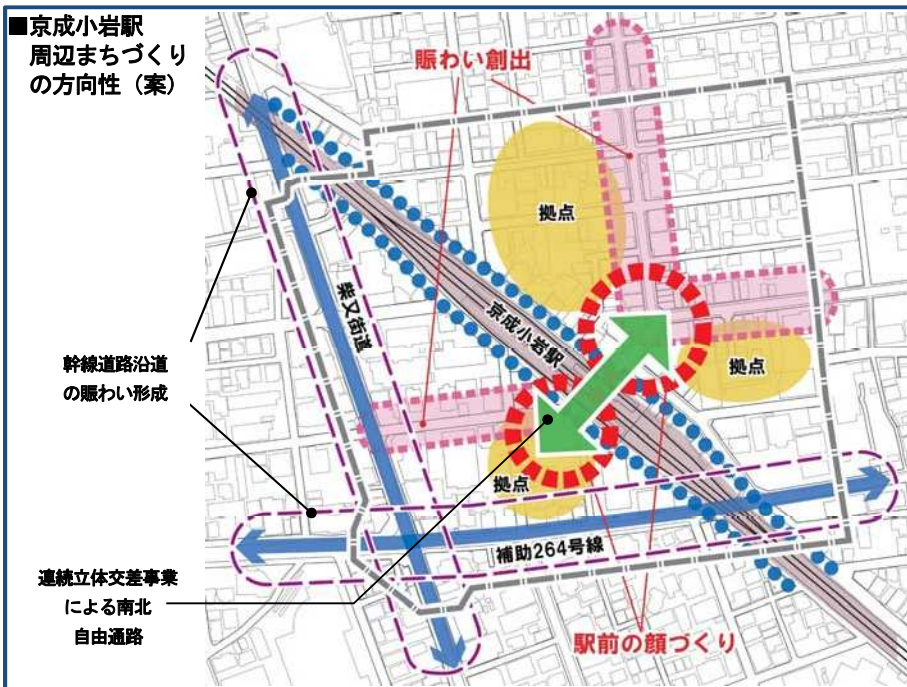 ■京成小岩駅
周辺まちづくり
の方向性（案）
賑わい創出
拠点
柴又街道
京成小岩駅
幹線道路沿道
の賑わい形成
拠点
拠点
補助264号線
連続立体交差事業
による南北
自由通路
駅前の顔づくり